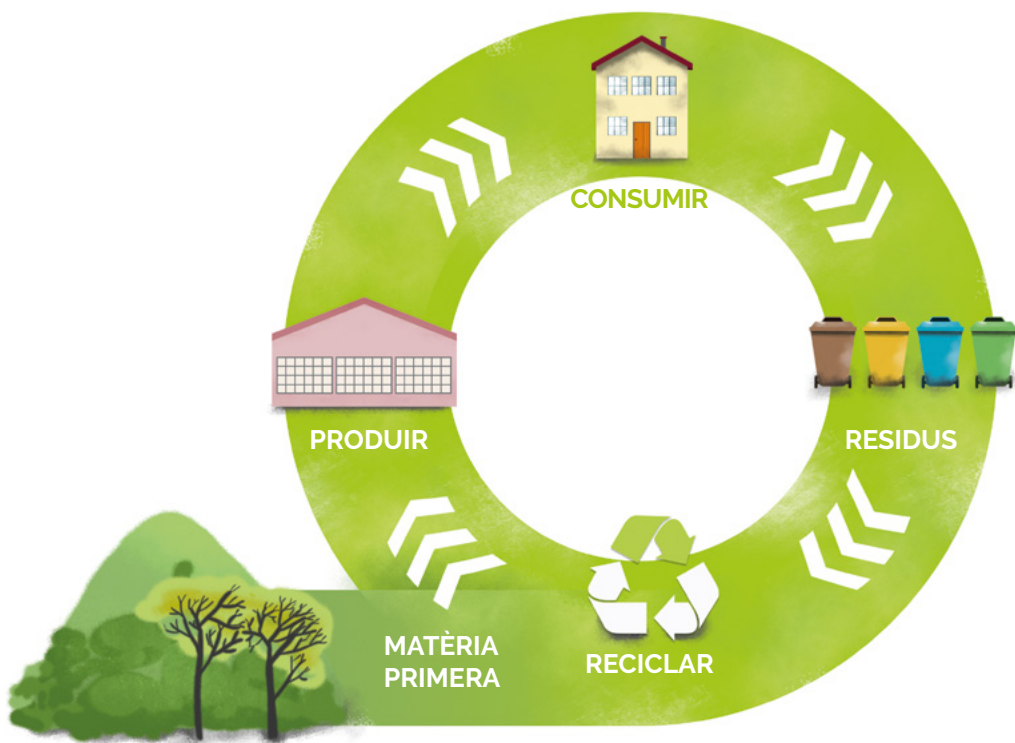 CONSUMIR
PRODUIR
RESIDUS
MATÈRIA
PRIMERA
RECICLAR